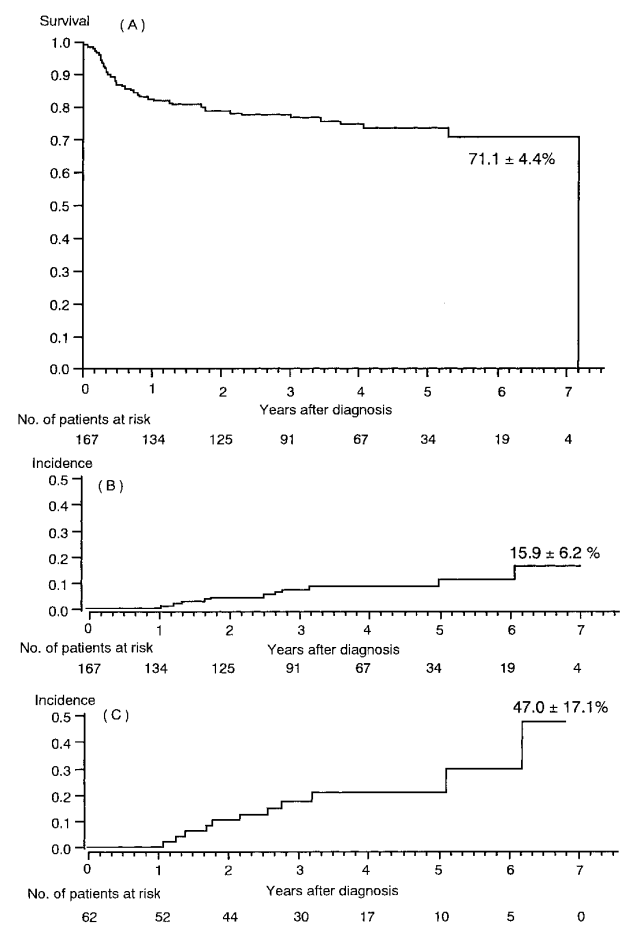 Survival (A)
1.0
0.9
0.8
0.7
71.1 ± 4.4%
0.6
0.5
0.4
0.3
0.2
0.1
0.0
0 1 2 3 4 5 6 7
Years after diagnosis
No. of patients at risk
167 134 125 91 67 34 19 4
Incidence
(B)
0.5
0.4
0.3
15.9 ± 6.2 %
0.2
0.1
0.0
0 1 2 3 4 5 6 7
No. of patients at risk Years after diagnosis
167 134 125 91 67 34 19 4
Incidence
(C) 47.0 ± 17.1%
0.5
0.4
0.3
0.2
0.1
0.0
0 1 2 3 4 5 6 7
No. of patients at risk Years after diagnosis
62 52 44 30 17 10 5 0